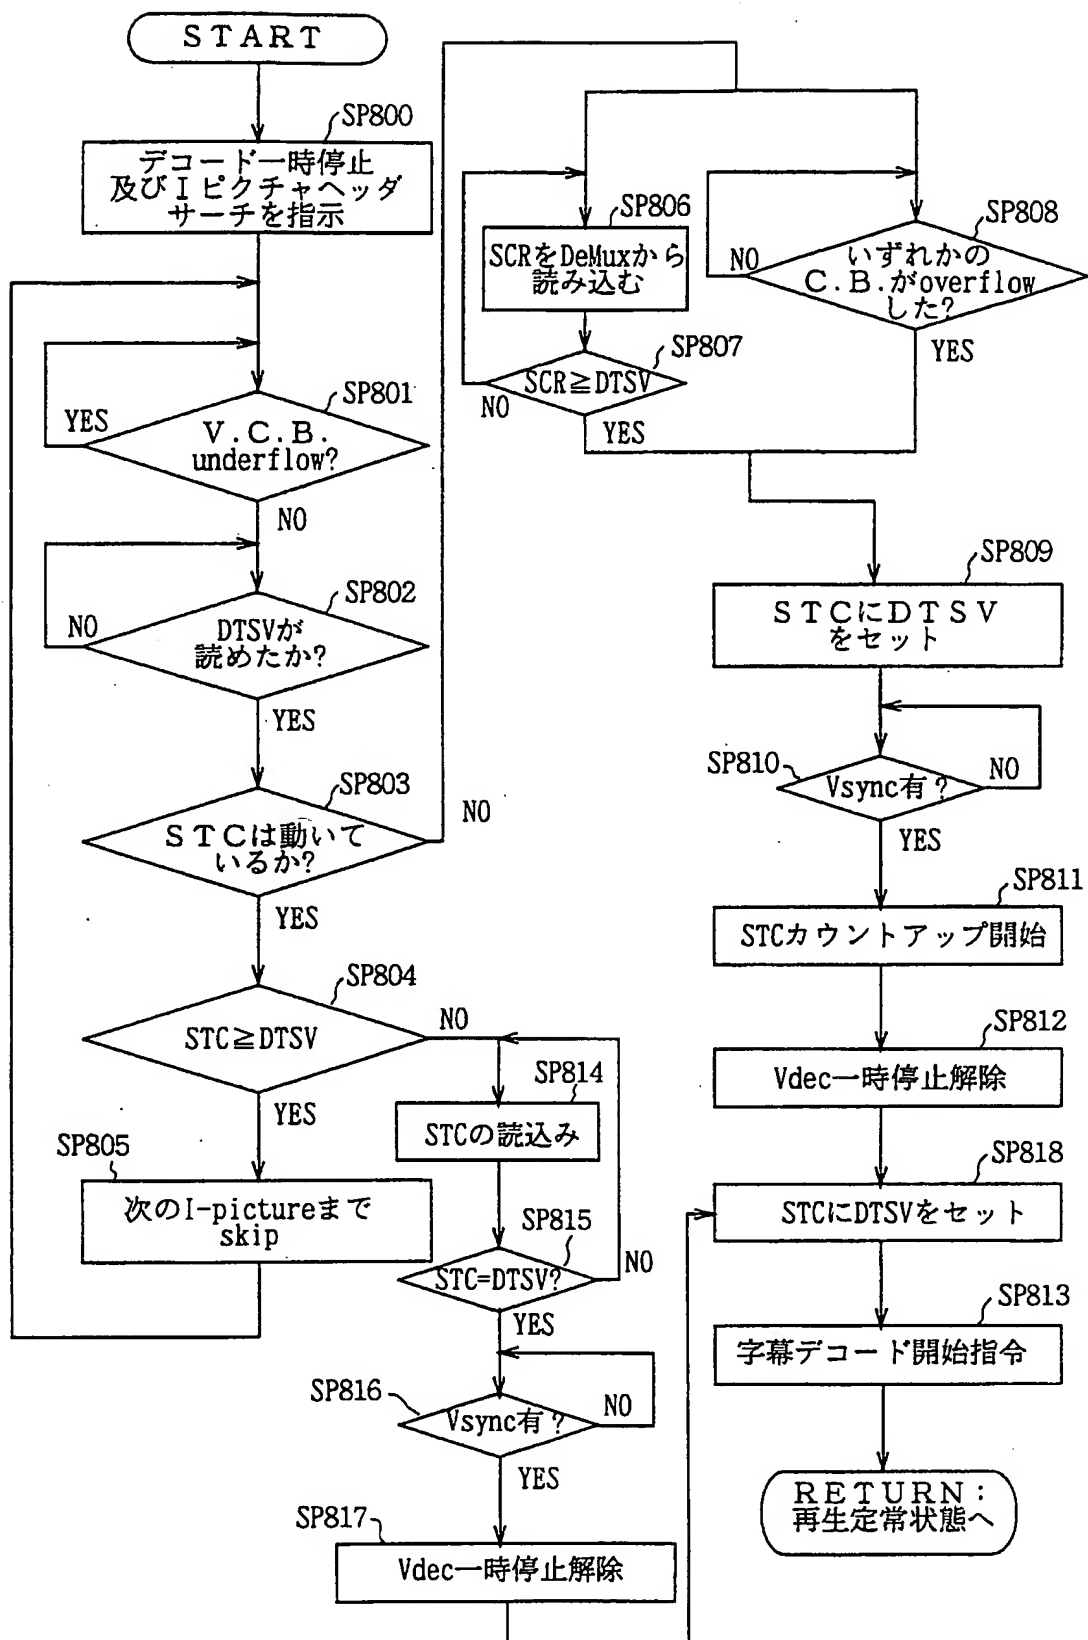 START
SP800
デコード一時停止
及びＩピクチャヘッダ
サーチを指示
SP801
V.C.B.
underflow?
YES
NO
SP802
DTSVが
読めたか?
NO
YES
SP803
STCは動いて
いるか?
NO
YES
SP804
STC≧DTSV
NO
YES
SP805
次のI-pictureまで
skip
SP814
STCの読込み
SP815
STC=DTSV?
NO
YES
SP816
Vsync有?
NO
YES
SP817
Vdec一時停止解除
SP806
SCRをDeMuxから
読み込む
SP807
SCR≧DTSV
NO
YES
SP808
いずれかの
C.B.がoverflow
した?
NO
YES
SP809
STCにDTSV
をセット
SP810
Vsync有?
NO
YES
SP811
STCカウントアップ開始
SP812
Vdec一時停止解除
SP818
STCにDTSVをセット
SP813
字幕デコード開始指令
RETURN:
再生定常状態へ